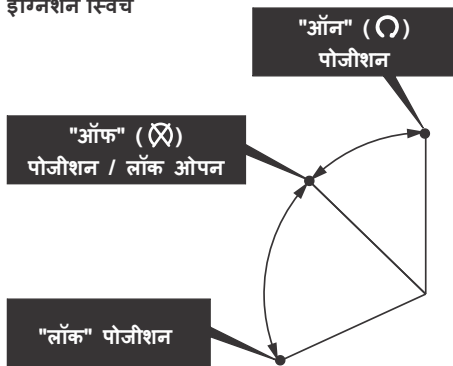 इग्निशन स्विच
"ऑन" ( )
पोजीशन
"ऑफ" ( )
पोजीशन / लॉक ओपन
"लॉक" पोजीशन